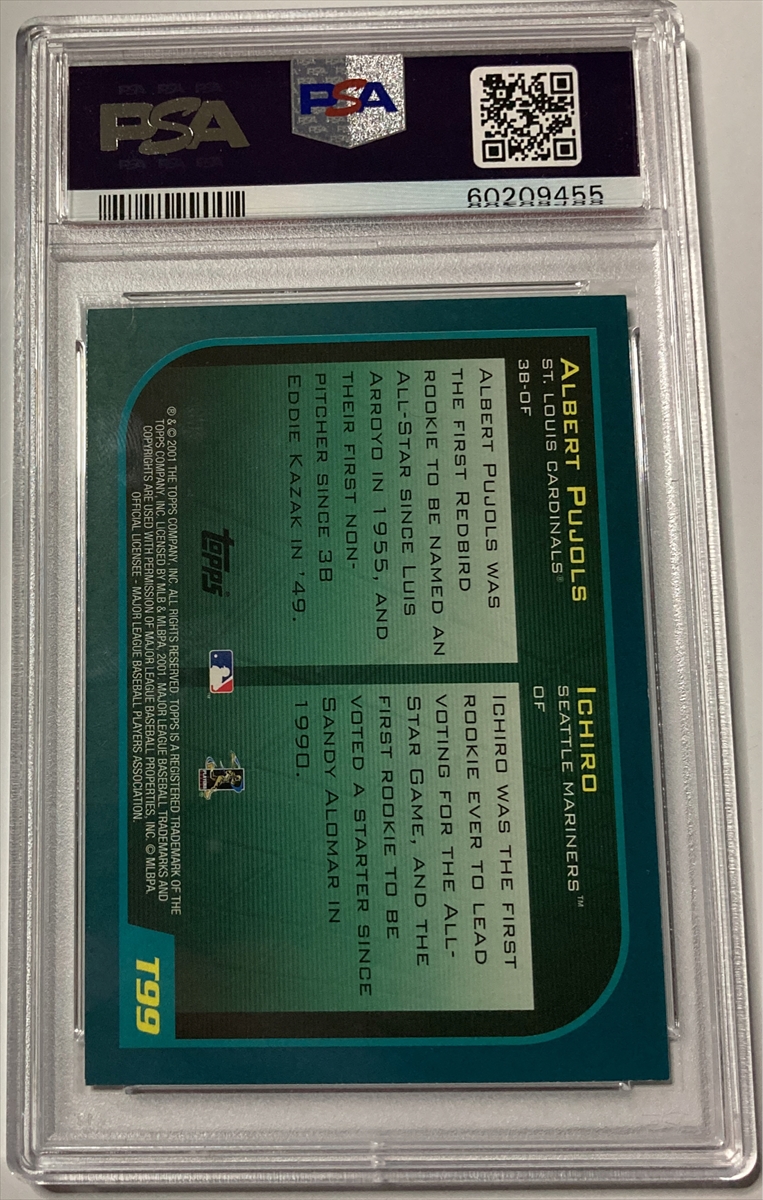 PSA
PSA
60209455
ALBERT PUJOLS
ST. LOUIS CARDINALS®
3B-OF
ALBERT PUJOLS WAS
THE FIRST REDBIRD
ROOKIE TO BE NAMED AN
ALL-STAR SINCE LUIS
ARROYO IN 1955, AND
THEIR FIRST NON-
PITCHER SINCE 3B
EDDIE KAZAK IN '49.
ICHIRO
SEATTLE MARINERS™
OF
ICHIRO WAS THE FIRST
ROOKIE EVER TO LEAD
VOTING FOR THE ALL-
STAR GAME, AND THE
FIRST ROOKIE TO BE
VOTED A STARTER SINCE
SANDY ALOMAR IN
1990.
topps
® & © 2001 THE TOPPS COMPANY, INC. ALL RIGHTS RESERVED. TOPPS IS A REGISTERED TRADEMARK OF THE
TOPPS COMPANY, INC. LICENSED BY MLB & MLBPA, 2001. MAJOR LEAGUE BASEBALL TRADEMARKS AND
COPYRIGHTS ARE USED WITH PERMISSION OF MAJOR LEAGUE BASEBALL PROPERTIES, INC. © MLBPA
OFFICIAL LICENSEE - MAJOR LEAGUE BASEBALL PLAYERS ASSOCIATION.
T99